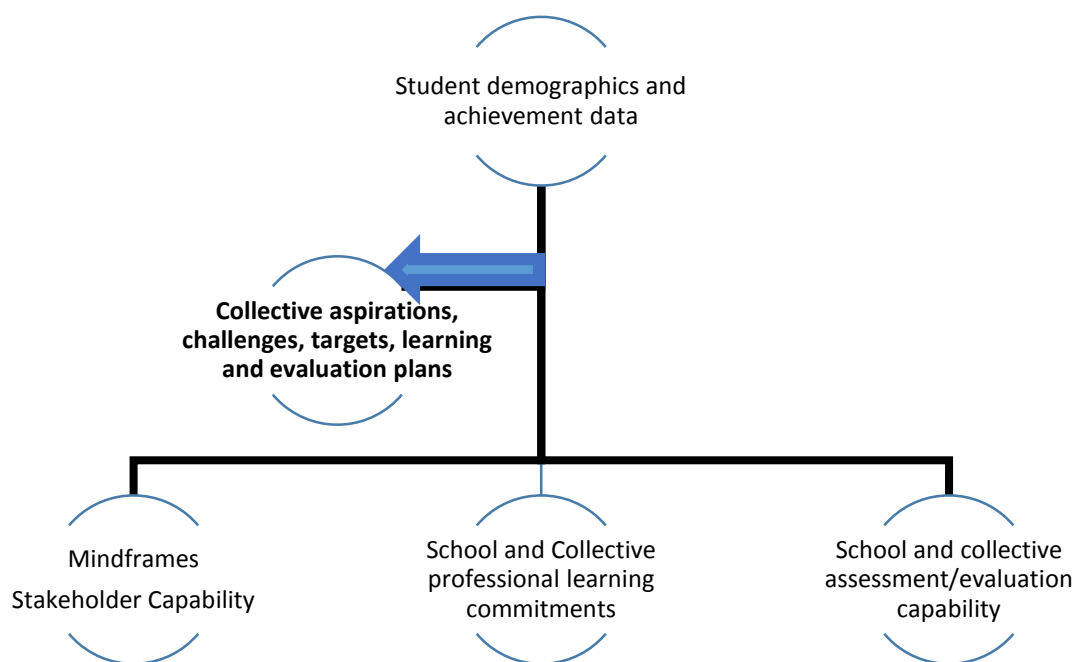 Student demographics and
achievement data
Collective aspirations,
challenges, targets, learning
and evaluation plans
Mindframes
Stakeholder Capability
School and Collective
professional learning
commitments
School and collective
assessment/evaluation
capability